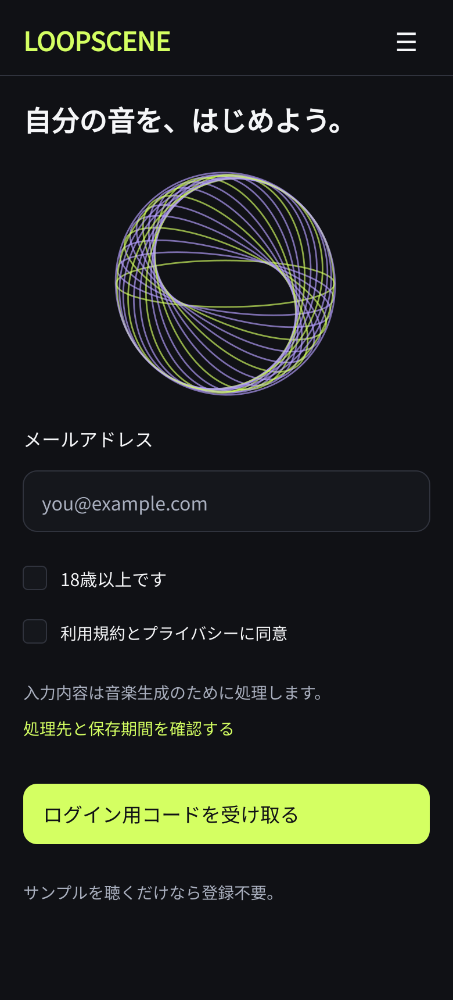 LOOPSCENE
自分の音を、はじめよう。
メールアドレス
you@example.com
18歳以上です
利用規約とプライバシーに同意
入力内容は音楽生成のために処理します。
処理先と保存期間を確認する
ログイン用コードを受け取る
サンプルを聴くだけなら登録不要。